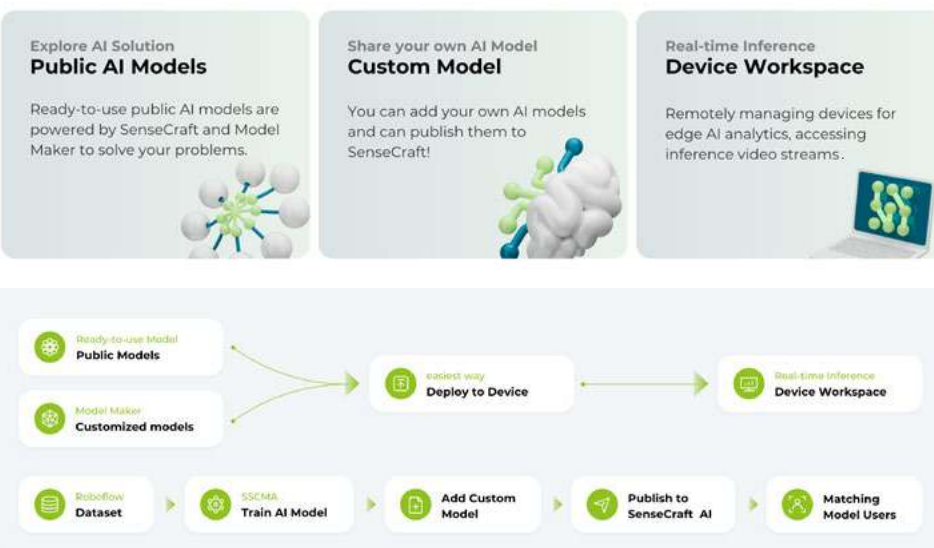 Explore AI Solution
Public AI Models
Ready-to-use public AI models are
powered by SenseCraft and Model
Maker to solve your problems.
Share your own AI Model
Custom Model
You can add your own AI models
and can publish them to
SenseCraft!
Real-time Inference
Device Workspace
Remotely managing devices for
edge AI analytics, accessing
inference video streams.
Ready-to-use Model
Public Models
Model Maker
Customized models
easiest way
Deploy to Device
Real-time Inference
Device Workspace
Roboflow
Dataset
SSCMA
Train AI Model
Add Custom
Model
Publish to
SenseCraft AI
Matching
Model Users